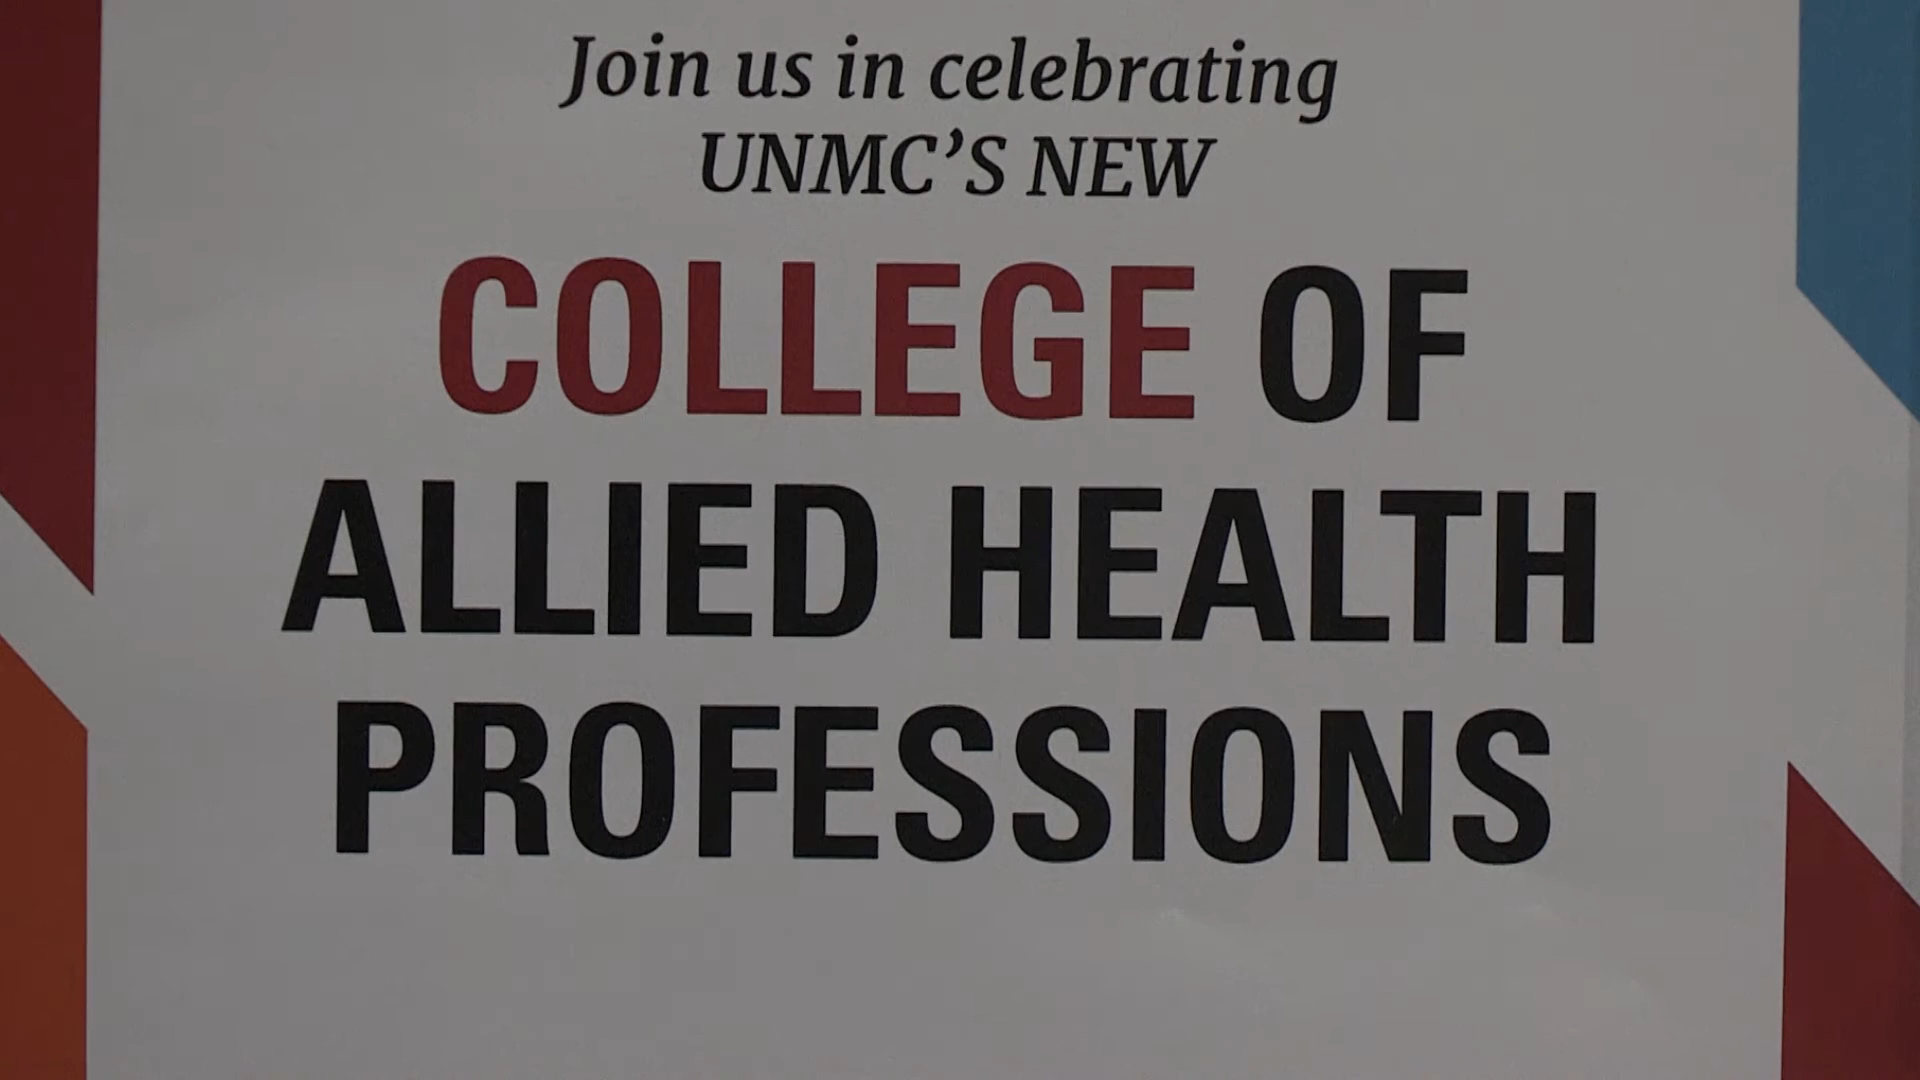 Join us in celebrating
UNMC’S NEW
COLLEGE OF
ALLIED HEALTH
PROFESSIONS